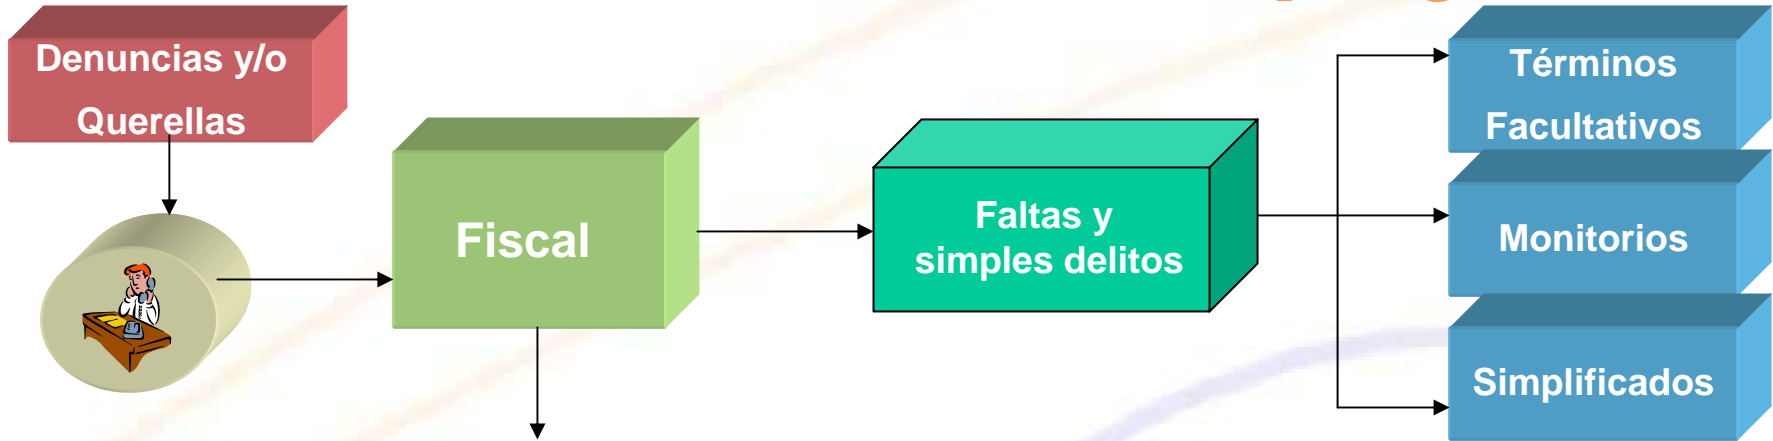 Denuncias y/o
Querellas
Fiscal
Faltas y
simples delitos
Términos
Facultativos
Monitorios
Simplificados